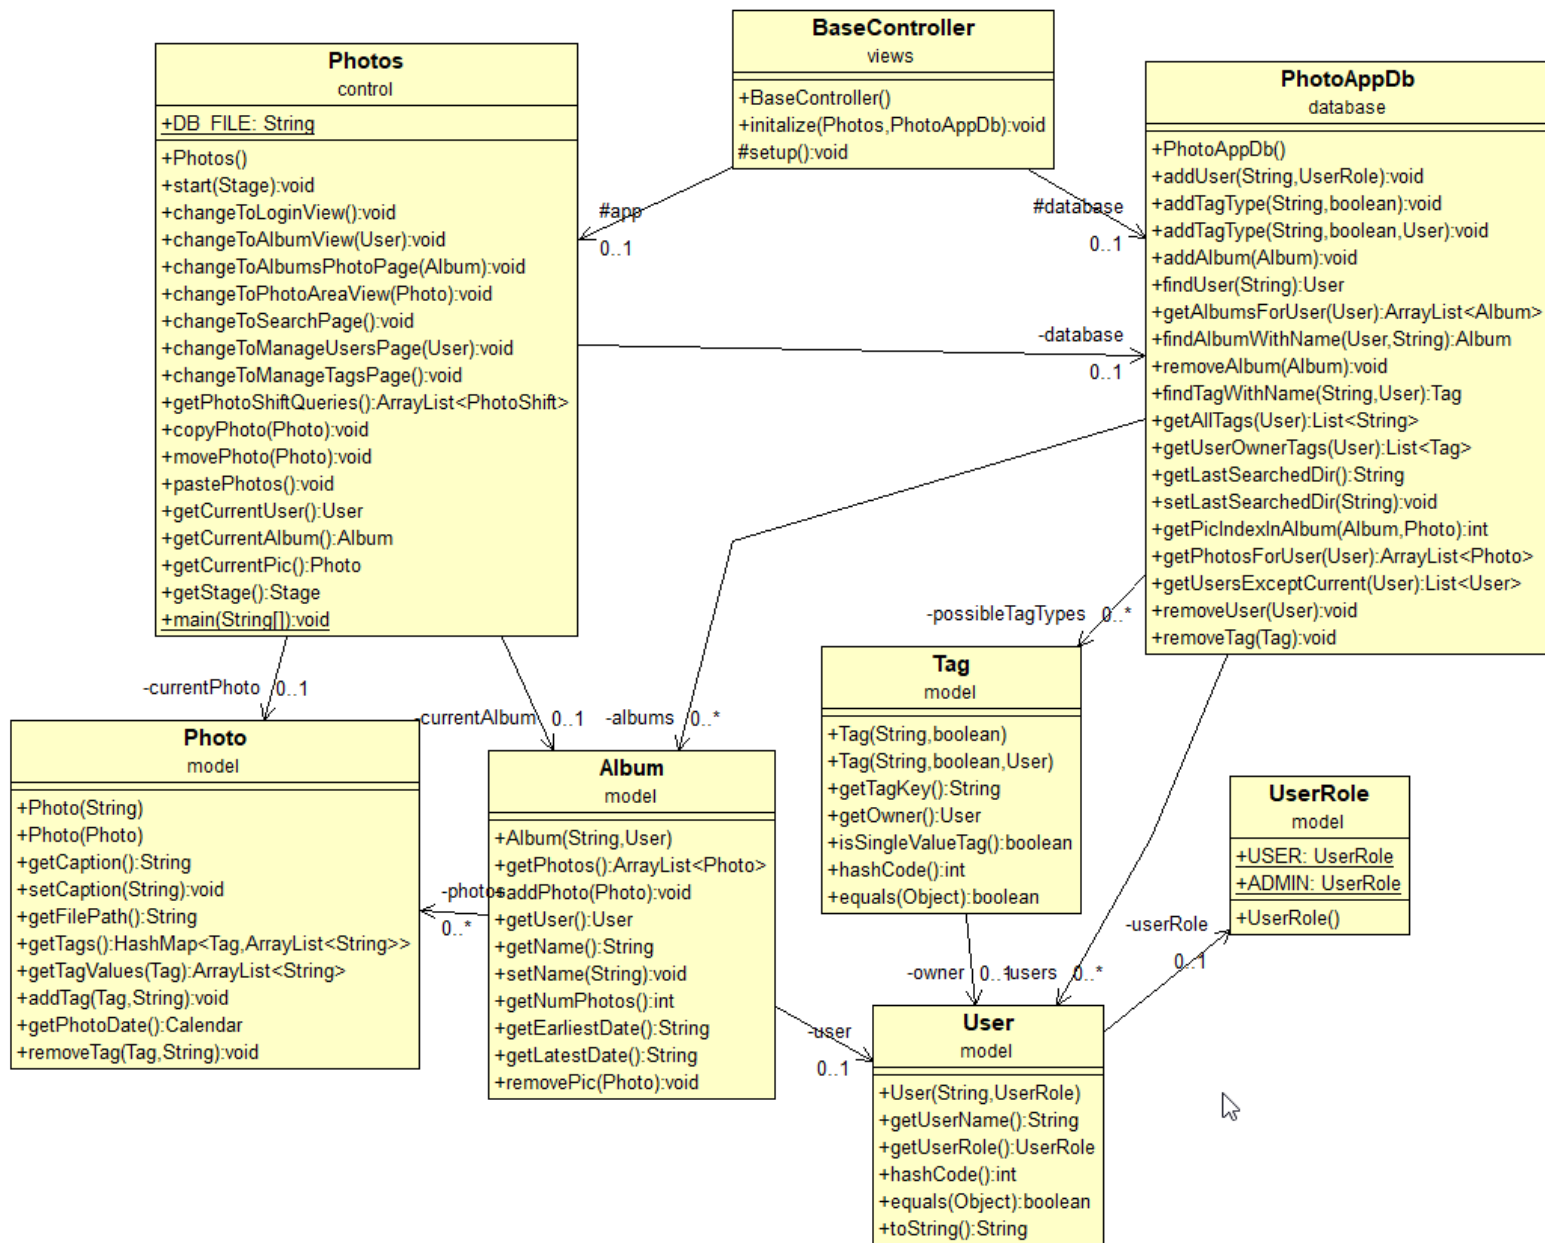 Photos
control
+DB_FILE: String
+Photos()
+start(Stage):void
+changeToLoginView():void
+changeToAlbumView(User):void
+changeToAlbumsPhotoPage(Album):void
+changeToPhotoAreaView(Photo):void
+changeToSearchPage():void
+changeToManageUsersPage(User):void
+changeToManageTagsPage():void
+getPhotoShiftQueries():ArrayList<PhotoShift>
+copyPhoto(Photo):void
+movePhoto(Photo):void
+pastePhotos():void
+getCurrentUser():User
+getCurrentAlbum():Album
+getCurrentPic():Photo
+getStage():Stage
+main(String[]):void
BaseController
views
+BaseController()
+initalize(Photos,PhotoAppDb):void
#setup():void
#app
0..1
#database
0..1
-database
0..1
PhotoAppDb
database
+PhotoAppDb()
+addUser(String,UserRole):void
+addTagType(String,boolean):void
+addTagType(String,boolean,User):void
+addAlbum(Album):void
+findUser(String):User
+getAlbumsForUser(User):ArrayList<Album>
+findAlbumWithName(User,String):Album
+removeAlbum(Album):void
+findTagWithName(String,User):Tag
+getAllTags(User):List<String>
+getUserOwnerTags(User):List<Tag>
+getLastSearchedDir():String
+setLastSearchedDir(String):void
+getPicIndexInAlbum(Album,Photo):int
+getPhotosForUser(User):ArrayList<Photo>
+getUsersExceptCurrent(User):List<User>
+removeUser(User):void
+removeTag(Tag):void
-possibleTagTypes 0..*
-currentPhoto 0..1
-currentAlbum 0..1
-albums 0..*
Photo
model
+Photo(String)
+Photo(Photo)
+getCaption():String
+setCaption(String):void
+getFilePath():String
+getTags():HashMap<Tag,ArrayList<String>>
+getTagValues(Tag):ArrayList<String>
+addTag(Tag,String):void
+getPhotoDate():Calendar
+removeTag(Tag,String):void
-photos
0..*
Album
model
+Album(String,User)
+getPhotos():ArrayList<Photo>
+addPhoto(Photo):void
+getUser():User
+getName():String
+setName(String):void
+getNumPhotos():int
+getEarliestDate():String
+getLatestDate():String
+removePic(Photo):void
-user
0..1
Tag
model
+Tag(String,boolean)
+Tag(String,boolean,User)
+getTagKey():String
+getOwner():User
+isSingleValueTag():boolean
+hashCode():int
+equals(Object):boolean
-owner 0..1
-users 0..*
UserRole
model
+USER: UserRole
+ADMIN: UserRole
+UserRole()
-userRole
0..1
User
model
+User(String,UserRole)
+getUserName():String
+getUserRole():UserRole
+hashCode():int
+equals(Object):boolean
+toString():String